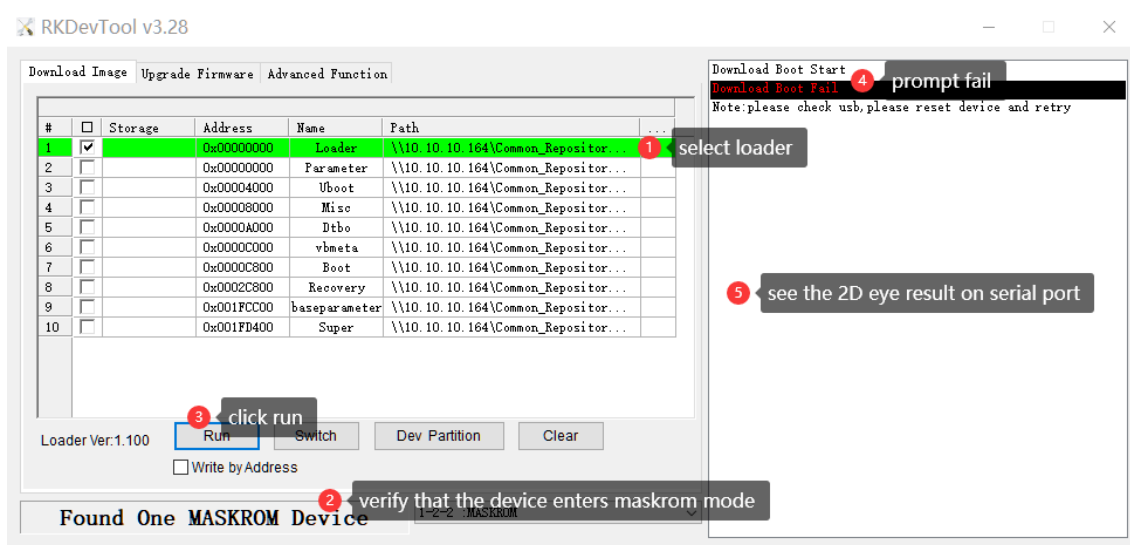 RKDevTool v3.28
Download Image Upgrade Firmware Advanced Function
# Storage Address Name Path ...
1 0x00000000 Loader \\10.10.10.164\Common_Repositor...
2 0x00000000 Parameter \\10.10.10.164\Common_Repositor...
3 0x00004000 Uboot \\10.10.10.164\Common_Repositor...
4 0x00008000 Misc \\10.10.10.164\Common_Repositor...
5 0x0000A000 Dtbo \\10.10.10.164\Common_Repositor...
6 0x0000C000 vbmeta \\10.10.10.164\Common_Repositor...
7 0x0000C800 Boot \\10.10.10.164\Common_Repositor...
8 0x0002C800 Recovery \\10.10.10.164\Common_Repositor...
9 0x001FCC00 baseparameter \\10.10.10.164\Common_Repositor...
10 0x001FD400 Super \\10.10.10.164\Common_Repositor...
1 select loader
3 click run
Loader Ver:1.100 Run Switch Dev Partition Clear
Write by Address
2 verify that the device enters maskrom mode
Found One MASKROM Device 1-2-2 :MASKROM
Download Boot Start
4 prompt fail
Download Boot Fail
Note:please check usb,please reset device and retry
5 see the 2D eye result on serial port